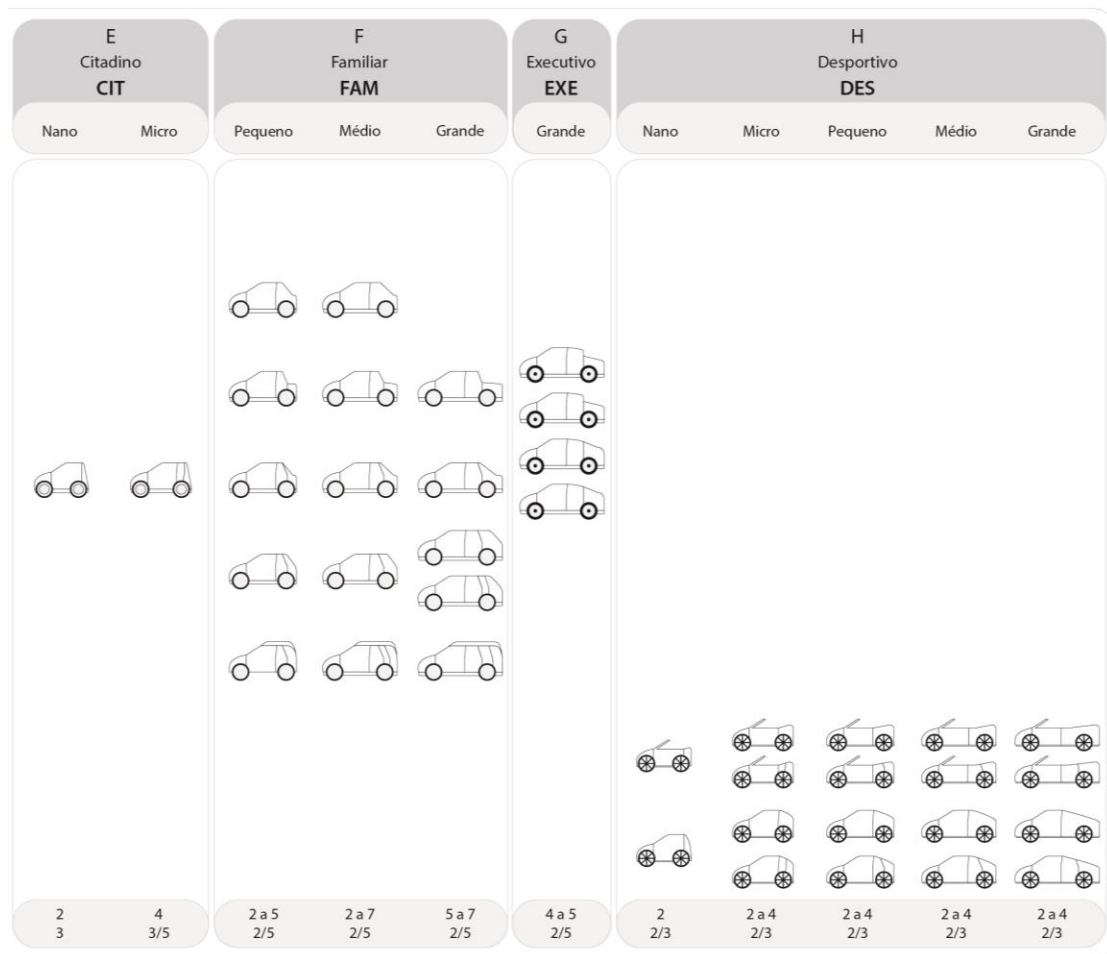 E
Citadino
CIT
Nano Micro
F
Familiar
FAM
Pequeno Médio Grande
G
Executivo
EXE
Grande
H
Desportivo
DES
Nano Micro Pequeno Médio Grande
2 4 2 a 5 2 a 7 5 a 7 4 a 5 2 2 a 4 2 a 4 2 a 4 2 a 4
3 3/5 2/5 2/5 2/5 2/5 2/3 2/3 2/3 2/3 2/3